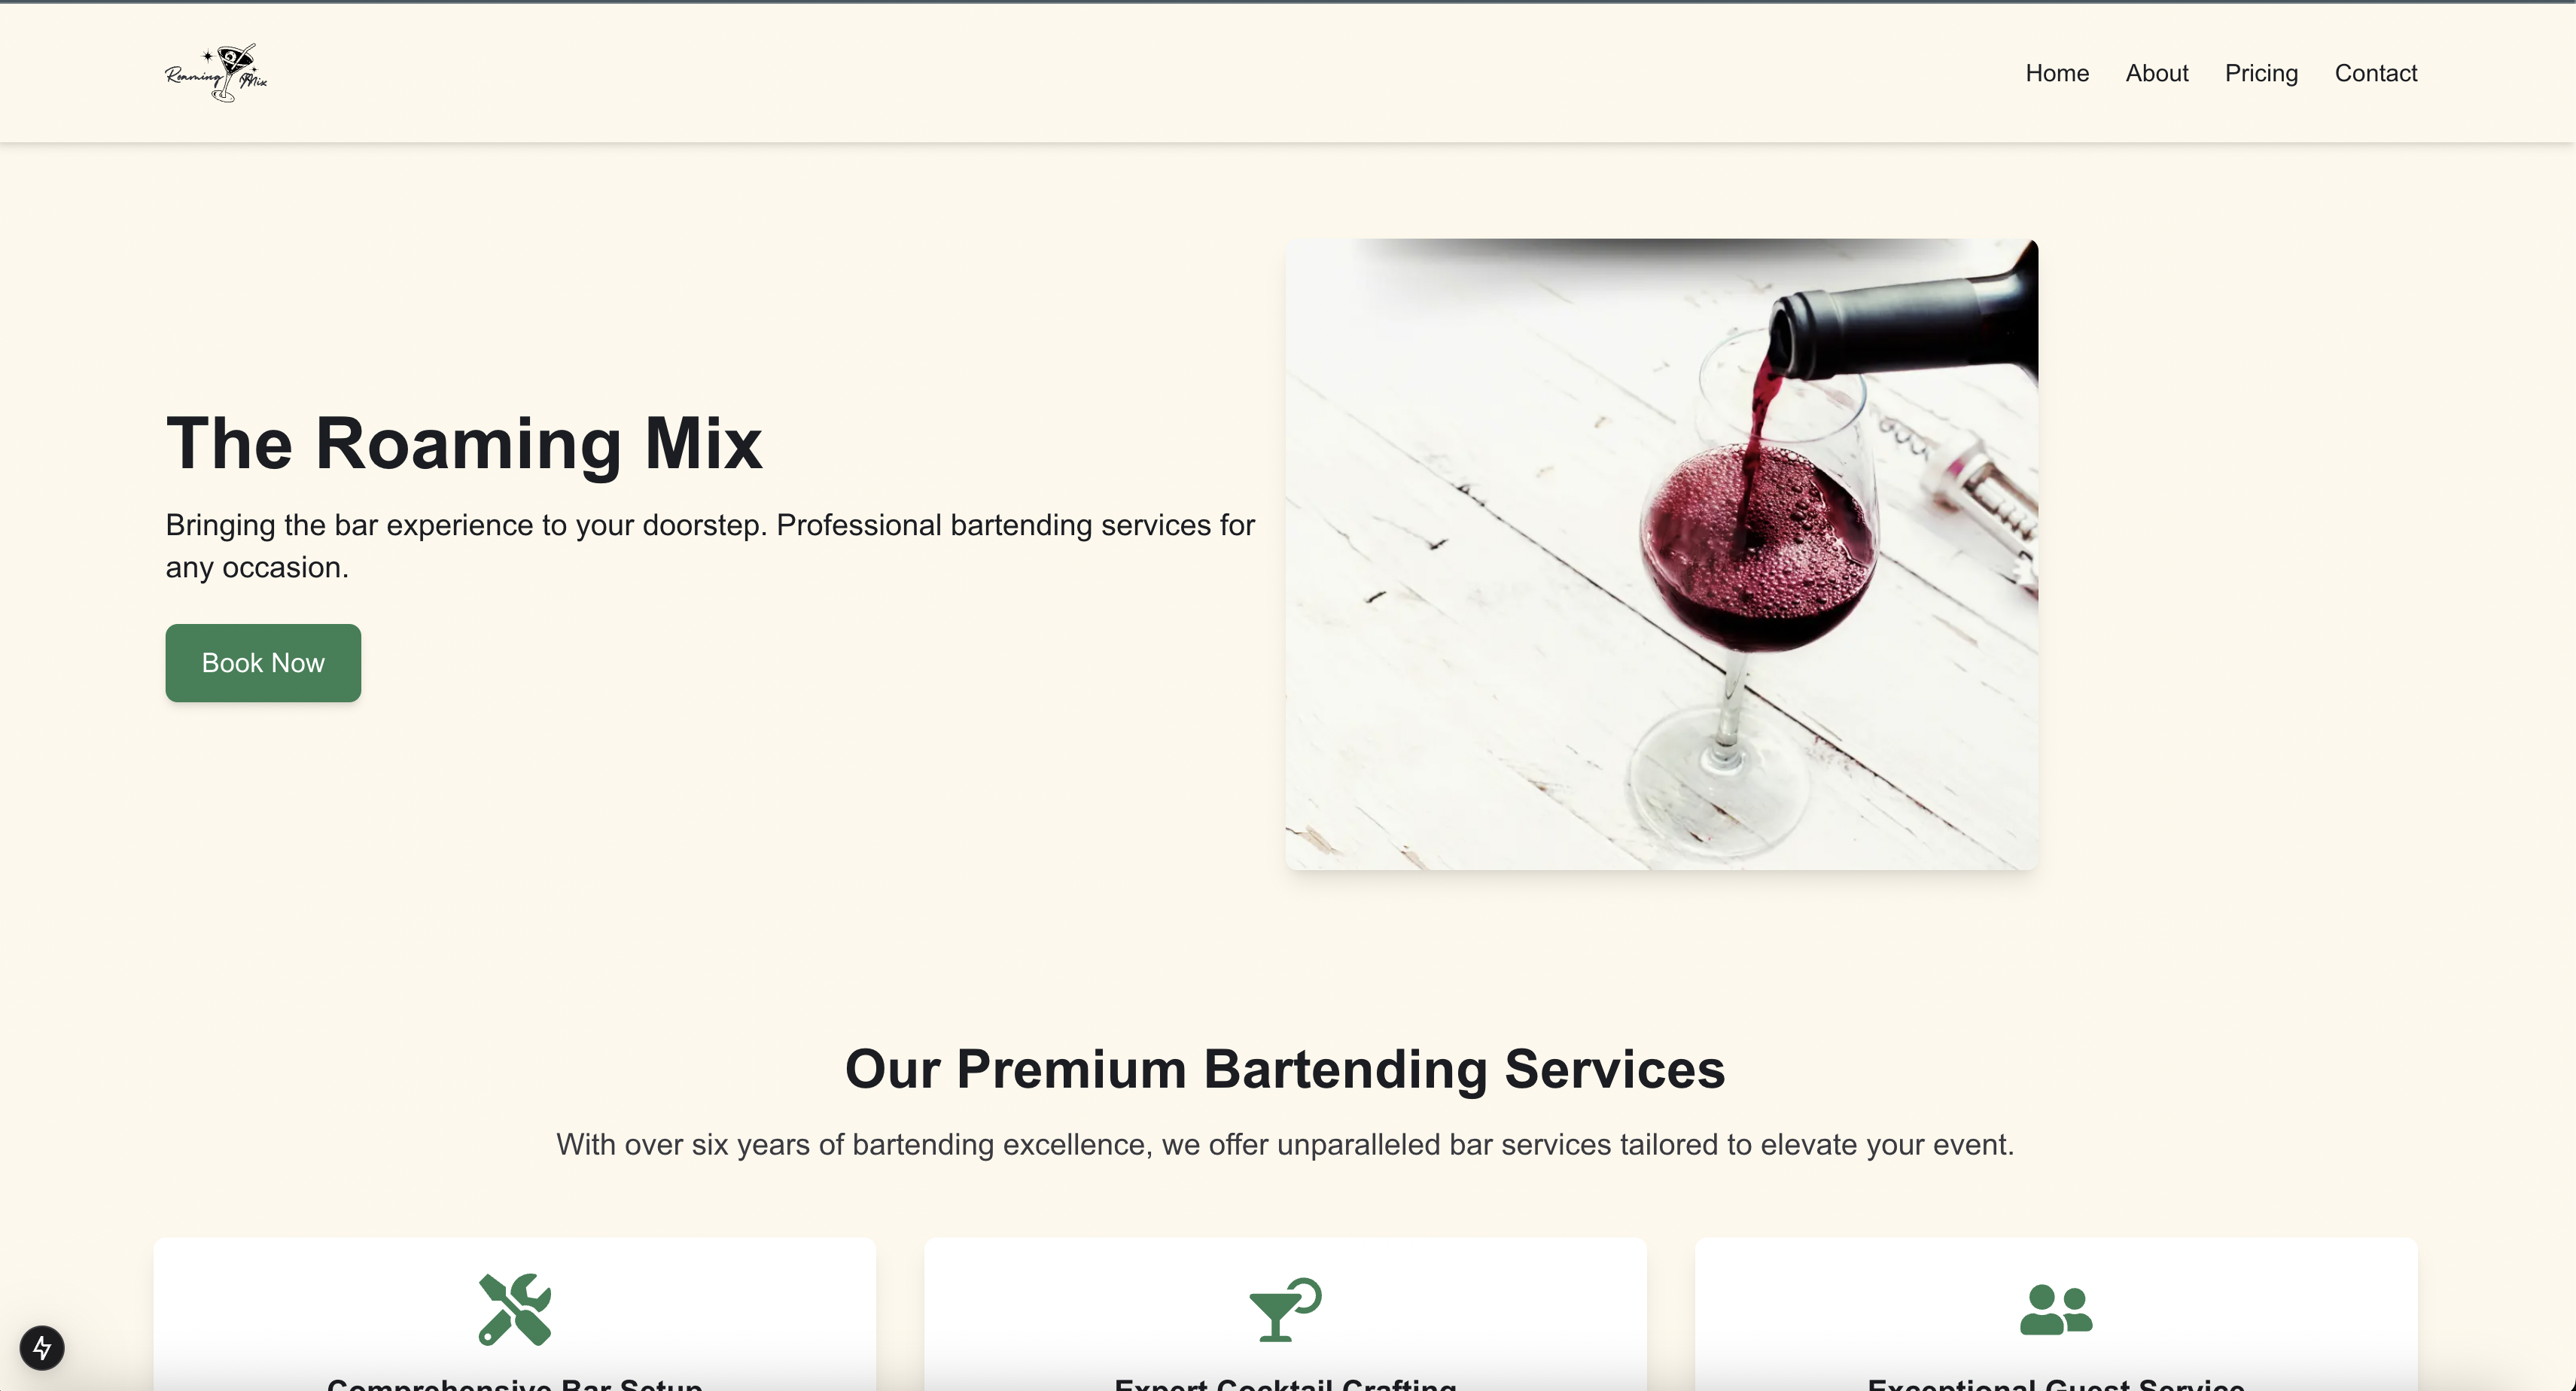 Roaming Mix
Home
About
Pricing
Contact
The Roaming Mix
Bringing the bar experience to your doorstep. Professional bartending services for
any occasion.
Book Now
Our Premium Bartending Services
With over six years of bartending excellence, we offer unparalleled bar services tailored to elevate your event.
Comprehensive Bar Setup
Expert Cocktail Crafting
Exceptional Guest Service